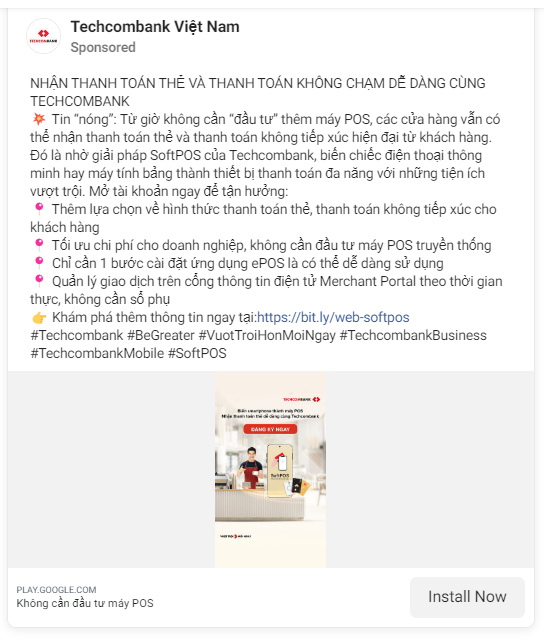 TECHCOMBANK
Techcombank Việt Nam
Sponsored
NHẬN THANH TOÁN THẺ VÀ THANH TOÁN KHÔNG CHẠM DỄ DÀNG CÙNG
TECHCOMBANK
💥 Tin “nóng”: Từ giờ không cần “đầu tư” thêm máy POS, các cửa hàng vẫn có
thể nhận thanh toán thẻ và thanh toán không tiếp xúc hiện đại từ khách hàng.
Đó là nhờ giải pháp SoftPOS của Techcombank, biến chiếc điện thoại thông
minh hay máy tính bảng thành thiết bị thanh toán đa năng với những tiện ích
vượt trội. Mở tài khoản ngay để tận hưởng:
📍 Thêm lựa chọn về hình thức thanh toán thẻ, thanh toán không tiếp xúc cho
khách hàng
📍 Tối ưu chi phí cho doanh nghiệp, không cần đầu tư máy POS truyền thống
📍 Chỉ cần 1 bước cài đặt ứng dụng ePOS là có thể dễ dàng sử dụng
📍 Quản lý giao dịch trên cổng thông tin điện tử Merchant Portal theo thời gian
thực, không cần sổ phụ
👉 Khám phá thêm thông tin ngay tại:https://bit.ly/web-softpos
#Techcombank #BeGreater #VuotTroiHonMoiNgay #TechcombankBusiness
#TechcombankMobile #SoftPOS
TECHCOMBANK
Biến smartphone thành máy POS
Nhận thanh toán thẻ dễ dàng cùng Techcombank
ĐĂNG KÝ NGAY
SoftPOS
PLAY.GOOGLE.COM
Không cần đầu tư máy POS
Install Now